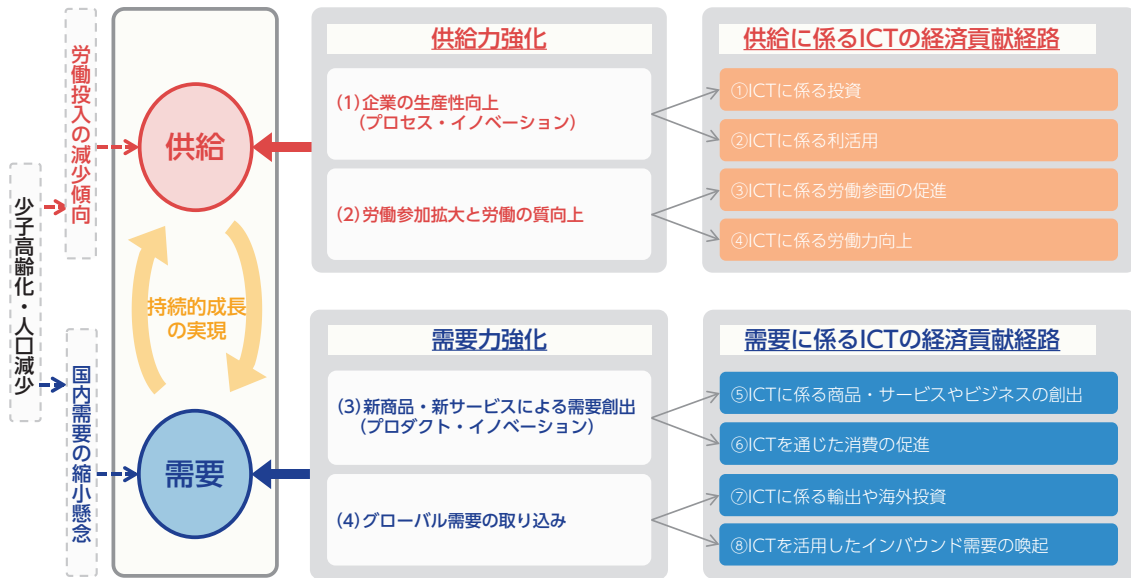 少子高齢化・人口減少
労働投入の減少傾向
国内需要の縮小懸念
供給
持続的成長
の実現
需要
供給力強化
(1)企業の生産性向上
(プロセス・イノベーション)
(2)労働参加拡大と労働の質向上
供給に係るICTの経済貢献経路
①ICTに係る投資
②ICTに係る利活用
③ICTに係る労働参画の促進
④ICTに係る労働力向上
需要力強化
(3)新商品・新サービスによる需要創出
(プロダクト・イノベーション)
(4)グローバル需要の取り込み
需要に係るICTの経済貢献経路
⑤ICTに係る商品・サービスやビジネスの創出
⑥ICTを通じた消費の促進
⑦ICTに係る輸出や海外投資
⑧ICTを活用したインバウンド需要の喚起